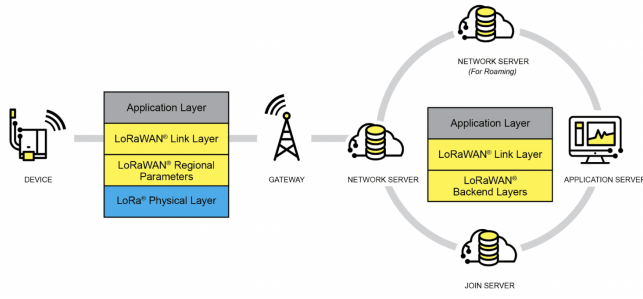 NETWORK SERVER
(For Roaming)
Application Layer
LoRaWAN® Link Layer
LoRaWAN® Regional
Parameters
LoRa® Physical Layer
DEVICE
GATEWAY
NETWORK SERVER
Application Layer
LoRaWAN® Link Layer
LoRaWAN®
Backend Layers
APPLICATION SERVER
JOIN SERVER